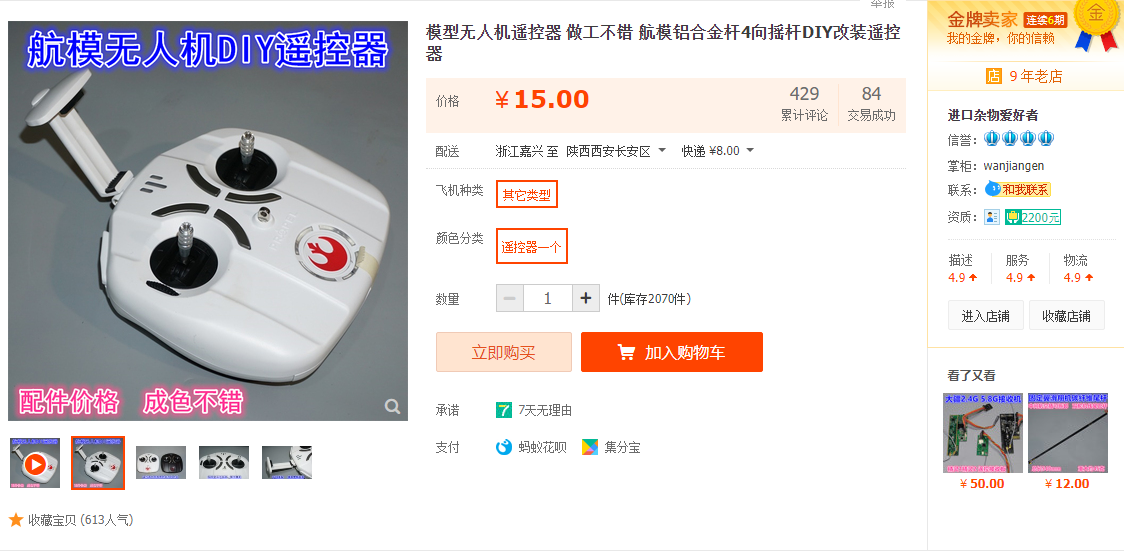 举报
航模无人机DIY遥控器
配件价格 成色不错
收藏宝贝 (613人气)
模型无人机遥控器 做工不错 航模铝合金杆4向摇杆DIY改装遥控
器
价格
¥ 15.00
429
累计评论
84
交易成功
配送
浙江嘉兴 至 陕西西安长安区
快递 ¥8.00
飞机种类
其它类型
颜色分类
遥控器一个
数量
1
件(库存2070件)
立即购买
加入购物车
承诺
7
7天无理由
支付
蚂蚁花呗
集分宝
金牌卖家 连续6期
我的金牌，你的信赖
金
店 9 年老店
进口杂物爱好者
信誉：
掌柜： wanjiangen
联系： 和我联系
资质： 2200元
描述 服务 物流
4.9 4.9 4.9
进入店铺 收藏店铺
看了又看
大疆2.4G 5.8G接收机
¥ 50.00
¥ 12.00